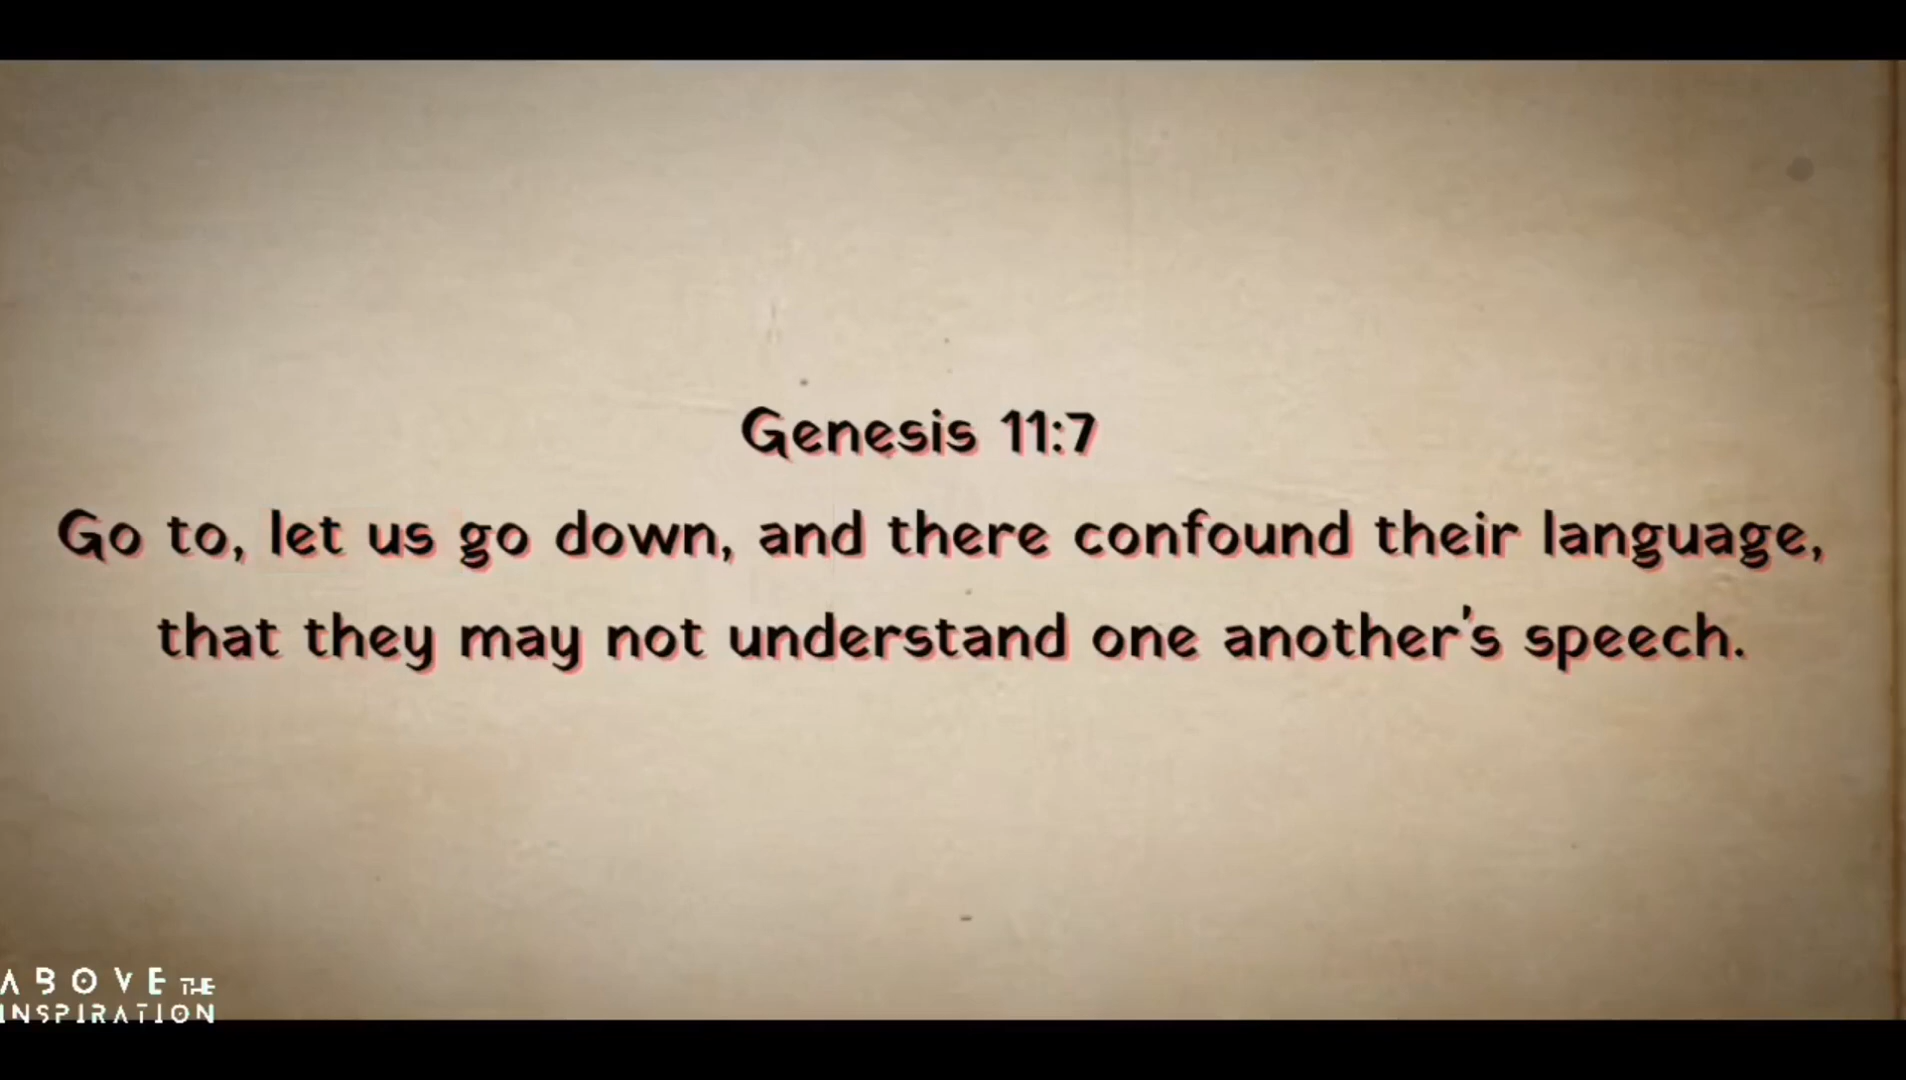 Genesis 11:7
Go to, let us go down, and there confound their language,
that they may not understand one another's speech.
ABOVE THE
INSPIRATION